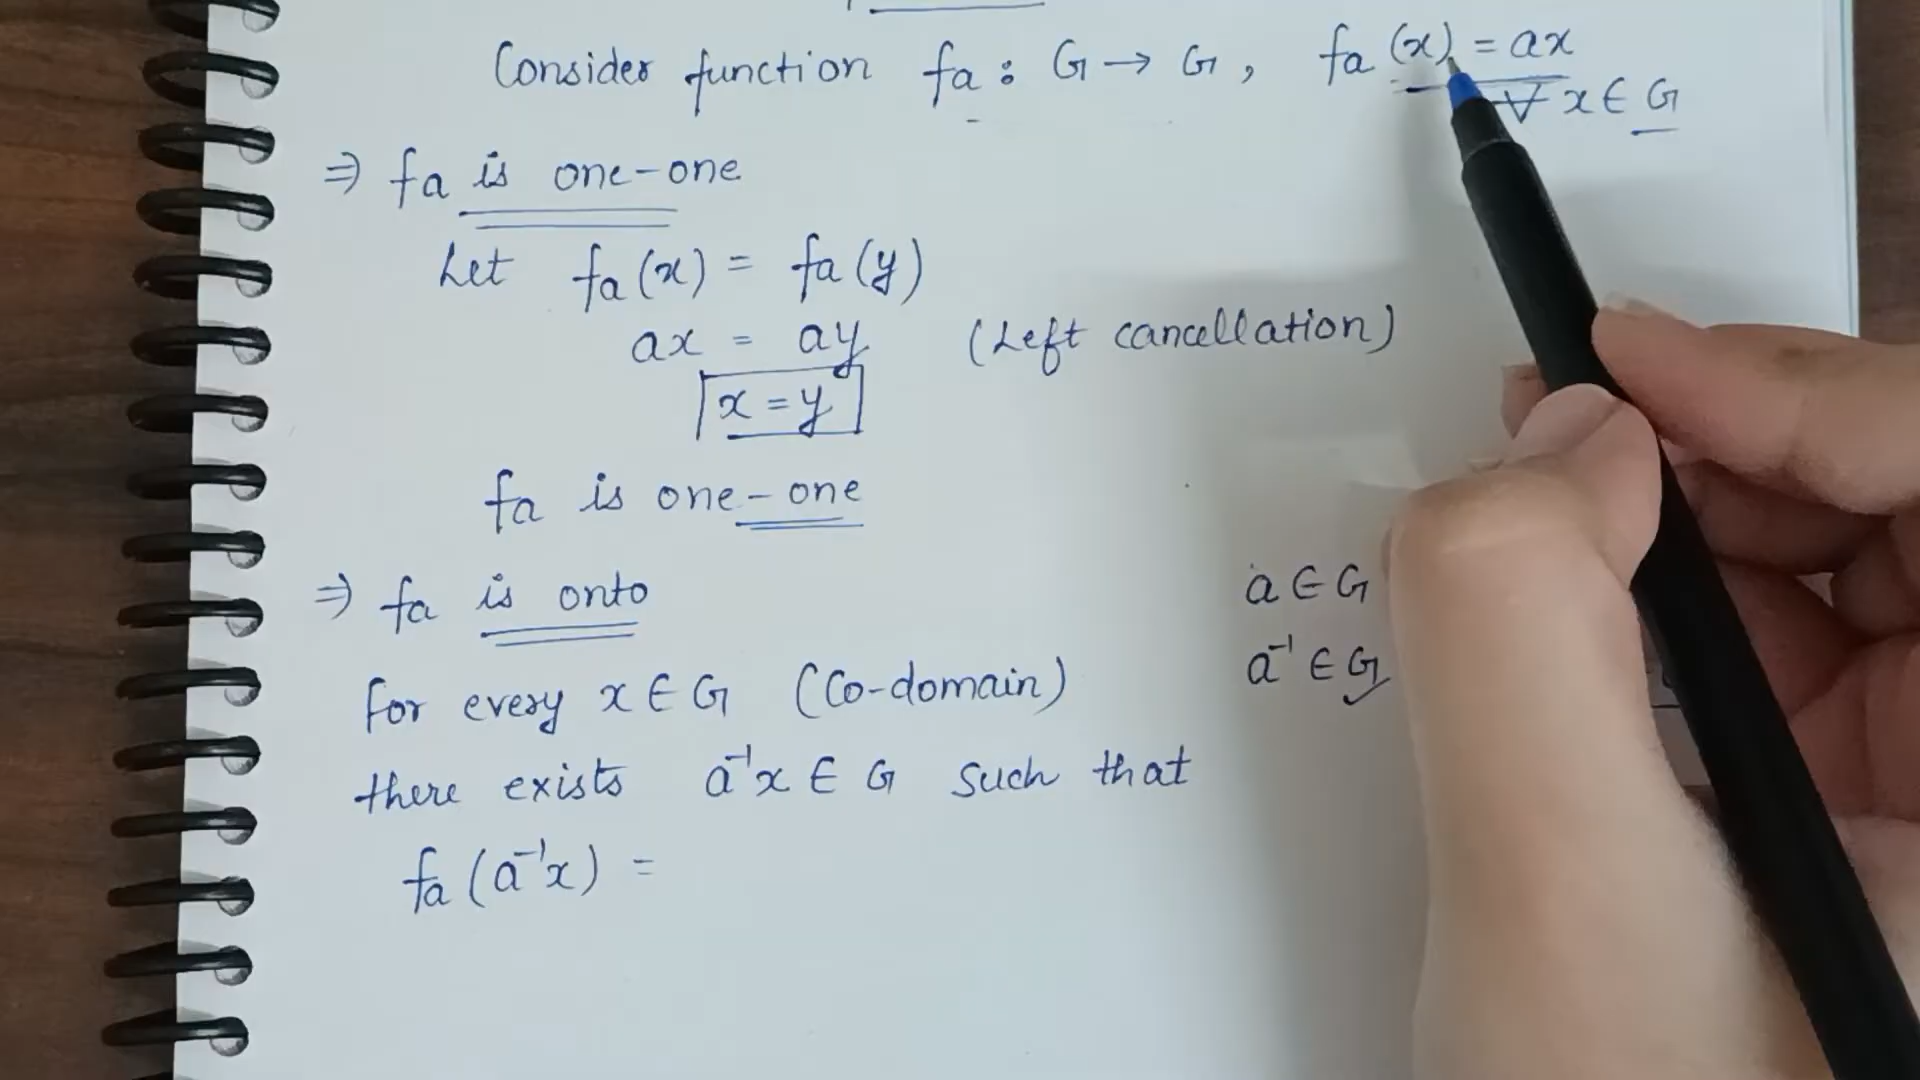 Consider function fa : G → G, fa (x) = ax
∀ x ∈ G
⇒ fa is one-one
Let fa (x) = fa (y)
ax = ay (Left cancellation)
x = y
fa is one-one
⇒ fa is onto
a ∈ G
a⁻¹ ∈ G
For every x ∈ G (Co-domain)
there exists a⁻¹x ∈ G such that
fa (a⁻¹x) =